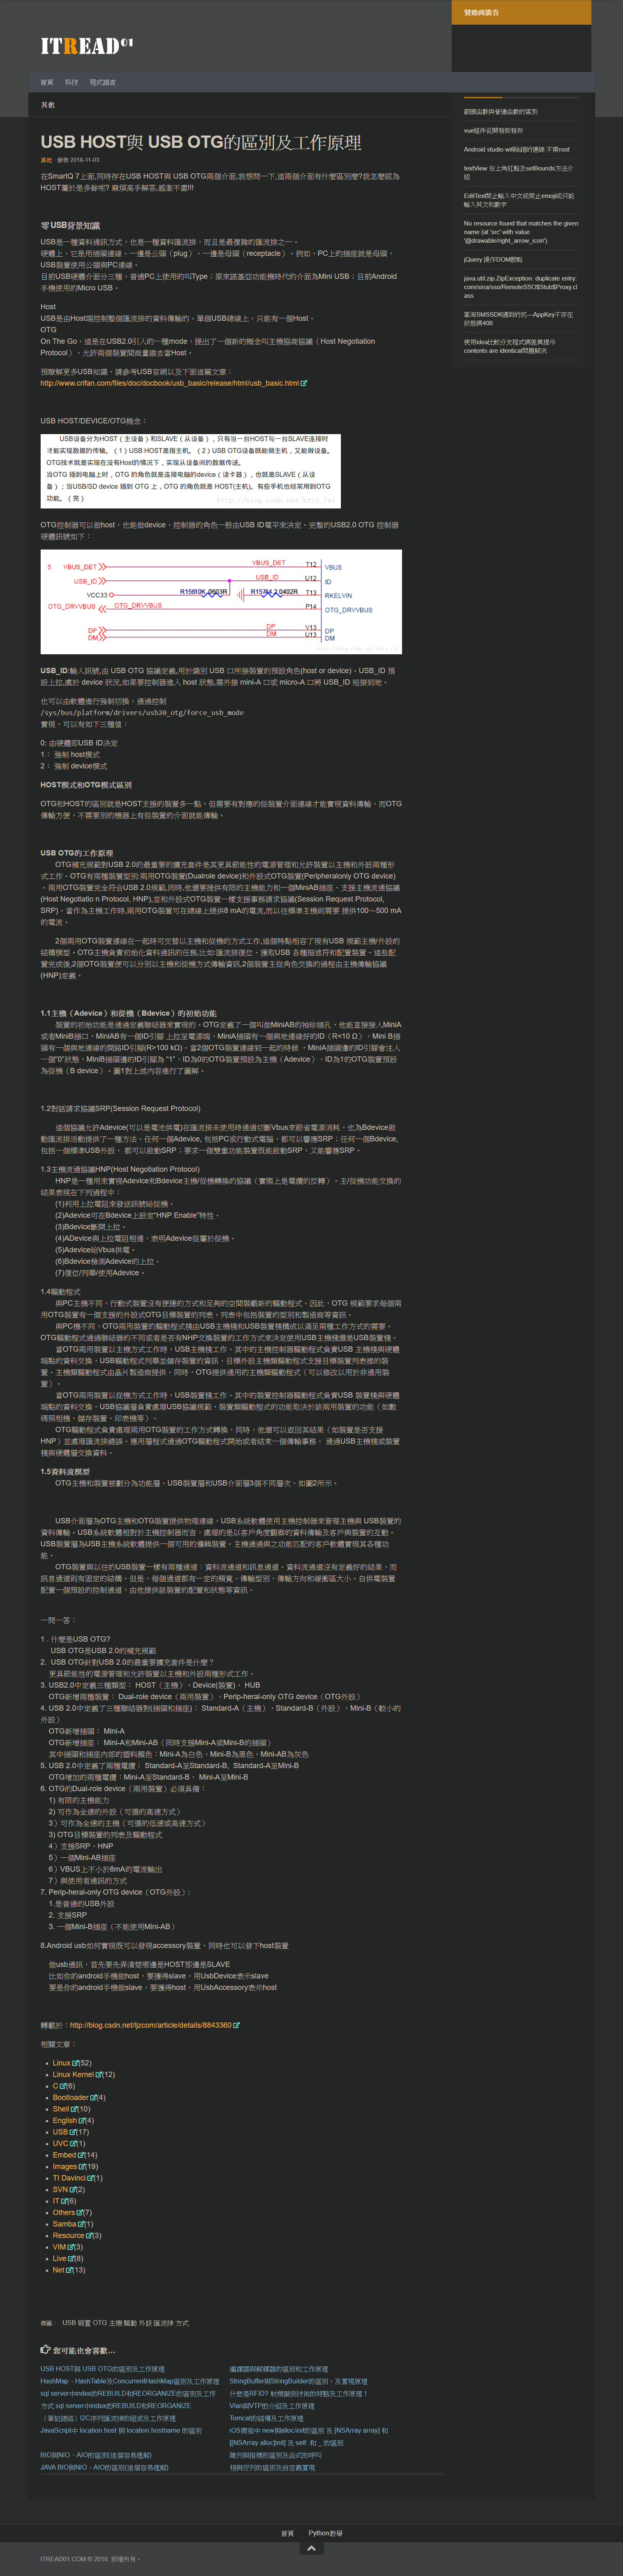 贊助商廣告
ITREAD01
首頁 科技 程式語言
其他
USB HOST與 USB OTG的區別及工作原理
其他 · 發表 2018-11-03
在SmartQ 7上面,同時存在USB HOST與 USB OTG兩個介面,我想問一下,這兩個面有什麼區別麼?我怎麼認為
HOST屬於是多餘呢? 麻煩高手解答,感激不盡!!!
零 USB背景知識
USB是一種資料通訊方式，也是一種資料匯流排，而且是最複雜的匯流排之一。
硬體上，它是用插頭連線。一邊是公頭（plug），一邊是母頭（receptacle）。例如，PC上的插座就是母頭，
USB裝置使用公頭與PC連線。
目前USB硬體介面分三種，普通PC上使用的叫Type；原來諾基亞功能機時代的介面為Mini USB；目前Android
手機使用的Micro USB。
Host
USB是由Host端控制整個匯流排的資料傳輸的。單個USB總線上，只能有一個Host。
OTG
On The Go，這是在USB2.0引入的一種mode，提出了一個新的概念叫主機協商協議（Host Negotiation
Protocol），允許兩個裝置間商量誰去當Host。
預瞭解更多USB知識，請參考USB官網以及下面這篇文章：
http://www.crifan.com/files/doc/docbook/usb_basic/release/html/usb_basic.html
USB HOST/DEVICE/OTG概念：
USB设备分为HOST（主设备）和SLAVE（从设备），只有当一台HOST与一台SLAVE连接时
才能实现数据的传输。（1）USB HOST是指主机。（2）USB OTG设备既能做主机，又能做设备。
OTG技术就是实现在没有Host的情况下，实现从设备间的数据传送。
当OTG 插到电脑上时，OTG 的角色就是连接电脑的device（读卡器），也就是SLAVE（从设
备）；当USB/SD device 插到 OTG 上，OTG 的角色就是 HOST(主机)。有些手机也经常用到OTG
功能。（完）
OTG控制器可以做host，也能做device，控制器的角色一般由USB ID電平來決定。完整的USB2.0 OTG 控制器
硬體訊號如下：
5 VBUS_DET VBUS_DET T12 VBUS
USB_ID USB_ID U12 ID
VCC33 R15610K 0603R R15744.2 0402R T13 RKELVIN
OTG_DRVVBUS OTG_DRVVBUS P14 OTG_DRVVBUS
DP DP V13 DP
DM DM U13 DM
USB_ID:輸入訊號,由 USB OTG 協議定義,用於識別 USB 口所接裝置的預設角色(host or device)。USB_ID 預
設上拉,處於 device 狀況,如果要控制器進入 host 狀態,需外接 mini-A 口或 micro-A 口將 USB_ID 短接到地。
也可以由軟體進行強制切換，通過控制
/sys/bus/platform/drivers/usb20_otg/force_usb_mode
實現，可以有如下三種值：
0: 由硬體即USB ID決定
1： 強制 host模式
2： 強制 device模式
HOST模式和OTG模式區別
OTG和HOST的區別就是HOST支援的裝置多一點，但需要有對應的從裝置介面連線才能實現資料傳輸，而OTG
傳輸方便，不需要別的機器上有從裝置的介面就能傳輸。
USB OTG的工作原理
OTG補充規範對USB 2.0的最重要的擴充套件是其更具節能性的電源管理和允許裝置以主機和外設兩種形
式工作。OTG有兩種裝置型別:兩用OTG裝置(Dualrole device)和外設式OTG裝置(Peripheralonly OTG device)
。兩用OTG裝置完全符合USB 2.0規範,同時,他還要提供有限的主機能力和一個MiniAB插座、支援主機流通協議
(Host Negotiatio n Protocol, HNP),並和外設式OTG裝置一樣支援事務請求協議(Session Request Protocol,
SRP)。當作為主機工作時,兩用OTG裝置可在總線上提供8 mA的電流,而以往標準主機則需要 提供100～500 mA
的電流。
2個兩用OTG裝置連線在一起時可交替以主機和從機的方式工作,這個特點相容了現有USB 規範主機/外設的
結構模型。OTG主機負責初始化資料通訊的任務,比如:匯流排復位、獲取USB 各種描述符和配置裝置。這些配
置完成後,2個OTG裝置便可以分別以主機和從機方式傳輸資訊,2個裝置主從角色交換的過程由主機傳輸協議
(HNP)定義。
1.1主機（Adevice）和從機（Bdevice）的初始功能
裝置的初始功能是通過定義聯結器來實現的。OTG定義了一個叫做MiniAB的袖珍插孔，他能直接接入MiniA
或者MiniB插口，MiniAB有一個ID引腳 上拉至電源端，MiniA插頭有一個與地連線好的ID（R<10 Ω），Mini B插
頭有一個與地連線的開路ID引腳(R>100 kΩ)。當2個OTG裝置連線到一起的時侯 ，MiniA插頭邊的ID引腳會注入
一個"0"狀態，MiniB插頭邊的ID引腳為 "1"，ID為0的OTG裝置預設為主機（Adevice），ID為1的OTG裝置預設
為從機（B device）。圖1對上述內容進行了圖解。
1.2對話請求協議SRP(Session Request Protocol)
這個協議允許Adevice(可以是電池供電)在匯流排未使用時通過切斷Vbus來節省電源消耗，也為Bdevice啟
動匯流排活動提供了一種方法。任何一個Adevice, 包括PC或行動式電腦，都可以響應SRP；任何一個Bdevice,
包括一個標準USB外設， 都可以啟動SRP；要求一個雙重功能裝置既能啟動SRP，又能響應SRP。
1.3主機流通協議HNP(Host Negotiation Protocol)
HNP是一種用來實現Adevice和Bdevice主機/從機轉換的協議（實際上是電纜的反轉）。主/從機功能交換的
結果表現在下列過程中：
(1)利用上拉電阻來發送訊號給從機。
(2)Adevice可在Bdevice上設定"HNP Enable"特性。
(3)Bdevice斷開上拉。
(4)ADevice與上拉電阻相連，表明Adevice從屬於從機。
(5)Adevice給Vbus供電。
(6)Bdevice檢測Adevice的上拉。
(7)復位/列舉/使用Adevice。
1.4驅動程式
與PC主機不同，行動式裝置沒有便捷的方式和足夠的空間裝載新的驅動程式。因此，OTG 規範要求每個兩
用OTG裝置有一個支援的外設式OTG目標裝置的列表，列表中包括裝置的型別和製造商等資訊。
與PC機不同，OTG兩用裝置的驅動程式棧由USB主機棧和USB裝置棧構成以滿足兩種工作方式的需要。
OTG驅動程式通過聯結器的不同或者是否有NHP交換裝置的工作方式來決定使用USB主機棧還是USB裝置棧。
當OTG兩用裝置以主機方式工作時，USB主機棧工作。其中的主機控制器驅動程式負責USB 主機棧與硬體
端點的資料交換，USB驅動程式列舉並儲存裝置的資訊，目標外設主機類驅動程式支援目標裝置列表裡的裝
置。主機類驅動程式由晶片製造商提供，同時，OTG提供通用的主機類驅動程式（可以修改以用於非通用裝
置）。
當OTG兩用裝置以從機方式工作時，USB裝置棧工作。其中的裝置控制器驅動程式負責USB 裝置棧與硬體
端點的資料交換，USB協議層負責處理USB協議規範，裝置類驅動程式的功能取決於該兩用裝置的功能（如數
碼照相機、儲存裝置、印表機等）。
OTG驅動程式負責處理兩用OTG裝置的工作方式轉換，同時、他還可以返回其結果（如裝置是否支援
HNP）並處理匯流排錯誤。應用層程式通過OTG驅動程式開始或者結束一個傳輸事務， 通過USB主機棧或裝置
棧與硬體層交換資料。
1.5資料流模型
OTG主機和裝置被劃分為功能層、USB裝置層和USB介面層3個不同層次，如圖2所示。
USB介面層為OTG主機和OTG裝置提供物理連線，USB系統軟體使用主機控制器來管理主機與 USB裝置的
資料傳輸。USB系統軟體相對於主機控制器而言，處理的是以客戶角度觀察的資料傳輸及客戶與裝置的互動。
USB裝置層為USB主機系統軟體提供一個可用的邏輯裝置。主機通過與之功能匹配的客戶軟體實現其各種功
能。
OTG裝置與以往的USB裝置一樣有兩種通道：資料流通道和訊息通道。資料流通道沒有定義好的結果，而
訊息通道則有固定的結構。但是，每個通道都有一定的頻寬、傳輸型別、傳輸方向和緩衝區大小。自供電裝置
配置一個預設的控制通道，由他提供該裝置的配置和狀態等資訊。
一問一答：
1 . 什麼是USB OTG?
USB OTG是USB 2.0的補充規範
2. USB OTG針對USB 2.0的最重要擴充套件是什麼？
更具節能性的電源管理和允許裝置以主機和外設兩種形式工作。
3. USB2.0中定義三種類型： HOST（主機），Device(裝置)， HUB
OTG新增兩種裝置： Dual-role device（兩用裝置）、Perip-heral-only OTG device（OTG外設）
4. USB 2.0中定義了三種聯結器對(插頭和插座)： Standard-A（主機），Standard-B（外設），Mini-B（較小的
外設）
OTG新增插頭： Mini-A
OTG新增插座： Mini-A和Mini-AB（同時支援Mini-A或Mini-B的插頭）
其中插頭和插座內部的塑料顏色：Mini-A為白色、Mini-B為黑色、Mini-AB為灰色
5. USB 2.0中定義了兩種電纜： Standard-A至Standard-B, Standard-A至Mini-B
OTG增加的兩種電纜：Mini-A至Standard-B， Mini-A至Mini-B
6. OTG的Dual-role device（兩用裝置）必須具備：
1) 有限的主機能力
2) 可作為全速的外設（可選的高速方式）
3）可作為全速的主機（可選的低速或高速方式）
3) OTG目標裝置的列表及驅動程式
4）支援SRP、HNP
5）一個Mini-AB插座
6）VBUS上不小於8mA的電流輸出
7）與使用者通訊的方式
7. Perip-heral-only OTG device（OTG外設）:
1.是普通的USB外設
2. 支援SRP
3. 一個Mini-B插座（不能使用Mini-AB）
8.Android usb如何實現既可以發現accessory裝置，同時也可以發下host裝置
做usb通訊，首先要先弄清楚哪邊是HOST那邊是SLAVE
比如你的android手機做host，要獲得slave，用UsbDevice表示slave
要是你的android手機做slave，要獲得host，用UsbAccessory表示host
轉載於：http://blog.csdn.net/ljzcom/article/details/8843360
相關文章：
Linux(52)
Linux Kernel(12)
C(6)
Bootloader(4)
Shell(10)
English(4)
USB(17)
UVC(1)
Embed(14)
Images(19)
TI Davinci(1)
SVN(2)
IT(6)
Others(7)
Samba(1)
Resource(3)
VIM(3)
Live(8)
Net(13)
標籤： USB 裝置 OTG 主機 驅動 外設 匯流排 方式
您可能也會喜歡…
USB HOST與 USB OTG的區別及工作原理
編譯器與解釋器的區別和工作原理
HashMap、HashTable及ConcurrentHashMap區別及工作原理
StringBuffer與StringBuilder的區別，及實現原理
sql server中index的REBUILD和REORGANIZE的區別及工作
方式 sql server中index的REBUILD和REORGANIZE
什麼是RFID? 射頻識別技術的特點及工作原理！
Vlan與VTP的介紹及工作原理
（筆記總結）I2C序列匯流排的組成及工作原理
Tomcat的結構及工作原理
JavaScript中 location.host 與 location.hostname 的區別
iOS開發中 new與alloc/init的區別 及 [NSArray array] 和
[[NSArray alloc]init] 及 self. 和 _ 的區別
BIO與NIO、AIO的區別(這個容易理解)
陣列與指標的區別及函式的呼叫
JAVA BIO與NIO、AIO的區別(這個容易理解)
棧與佇列的區別及自定義實現
箭頭函數與普通函數的區別
vue組件從開發到發布
Android studio wifi除錯的連線 不需root
textView 右上角紅點及setBounds方法介
紹
EditText禁止輸入中文或禁止emoji或只能
輸入英文和數字
No resource found that matches the given
name (at 'src' with value
'@drawable/right_arrow_icon').
jQuery 操作DOM節點
java.util.zip.ZipException: duplicate entry:
com/sina/sso/RemoteSSO$Stub$Proxy.cl
ass
掌淘SMSSDK遇到的坑---AppKey不存在
狀態碼406
使用idea比較分支程式碼差異提示
contents are identical問題解決
首頁 Python教學
ITREAD01.COM © 2018. 版權所有。